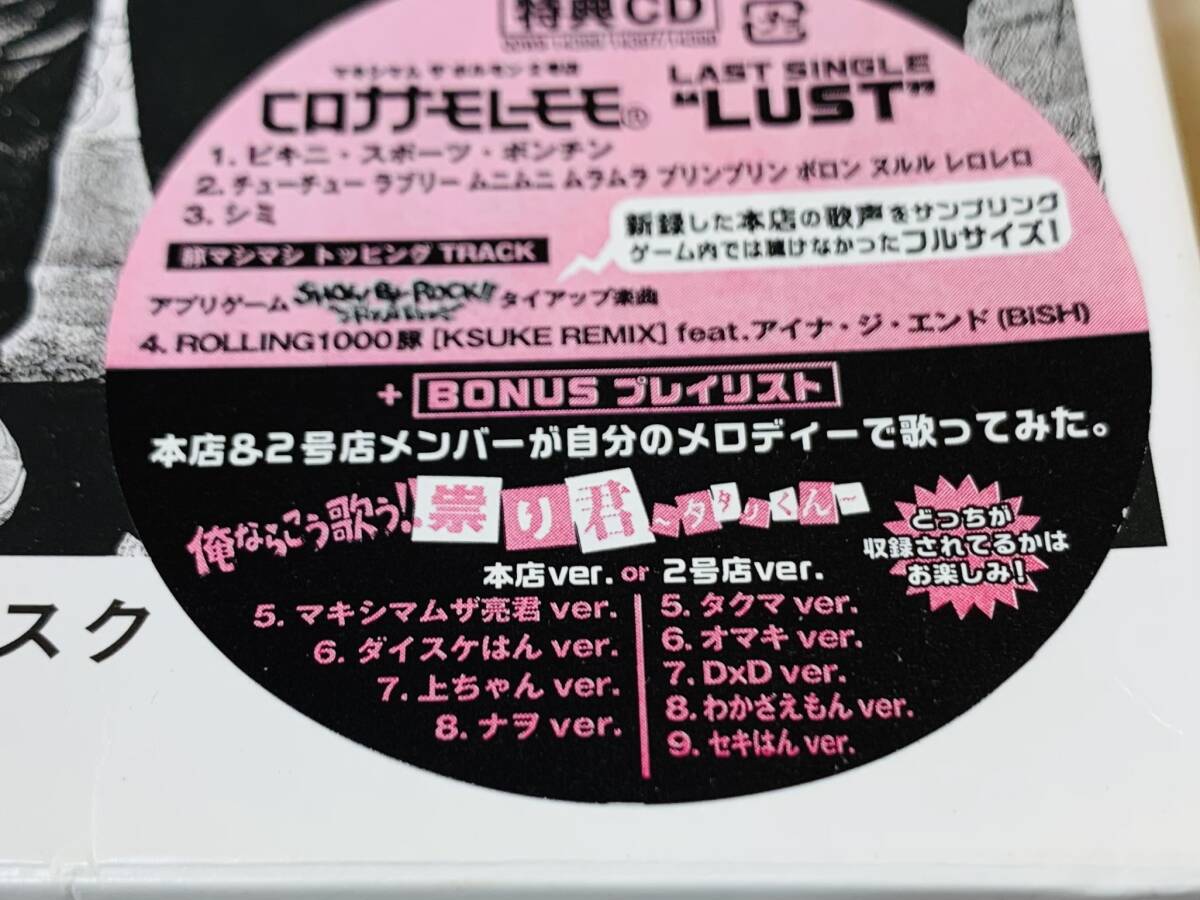 特典CD
マキシマム ザ ホルモン2号店
コロナモレモモ®
LAST SINGLE
"LUST"
1. ビキニ・スポーツ・ポンチン
2. チューチュー ラブリー ムニムニ ムラムラ プリンプリン ボロン ヌルル レロレロ
3. シミ
豚マシマシ トッピング TRACK
新録した本店の歌声をサンプリング
ゲーム内では聴けなかったフルサイズ!
アプリゲーム SHOW BY ROCK!! タイアップ楽曲
4. ROLLING1000豚 [KSUKE REMIX] feat.アイナ・ジ・エンド (BiSH)
+ BONUS プレイリスト
本店&2号店メンバーが自分のメロディーで歌ってみた。
俺ならこう歌う!!祟り君~タタリくん~
どっちが
収録されてるかは
お楽しみ!
本店ver. or 2号店ver.
5. マキシマムザ亮君 ver.
6. ダイスケはん ver.
7. 上ちゃん ver.
8. ナヲ ver.
5. タクマ ver.
6. オマキ ver.
7. DxD ver.
8. わかざえもん ver.
9. セキはん ver.
スク